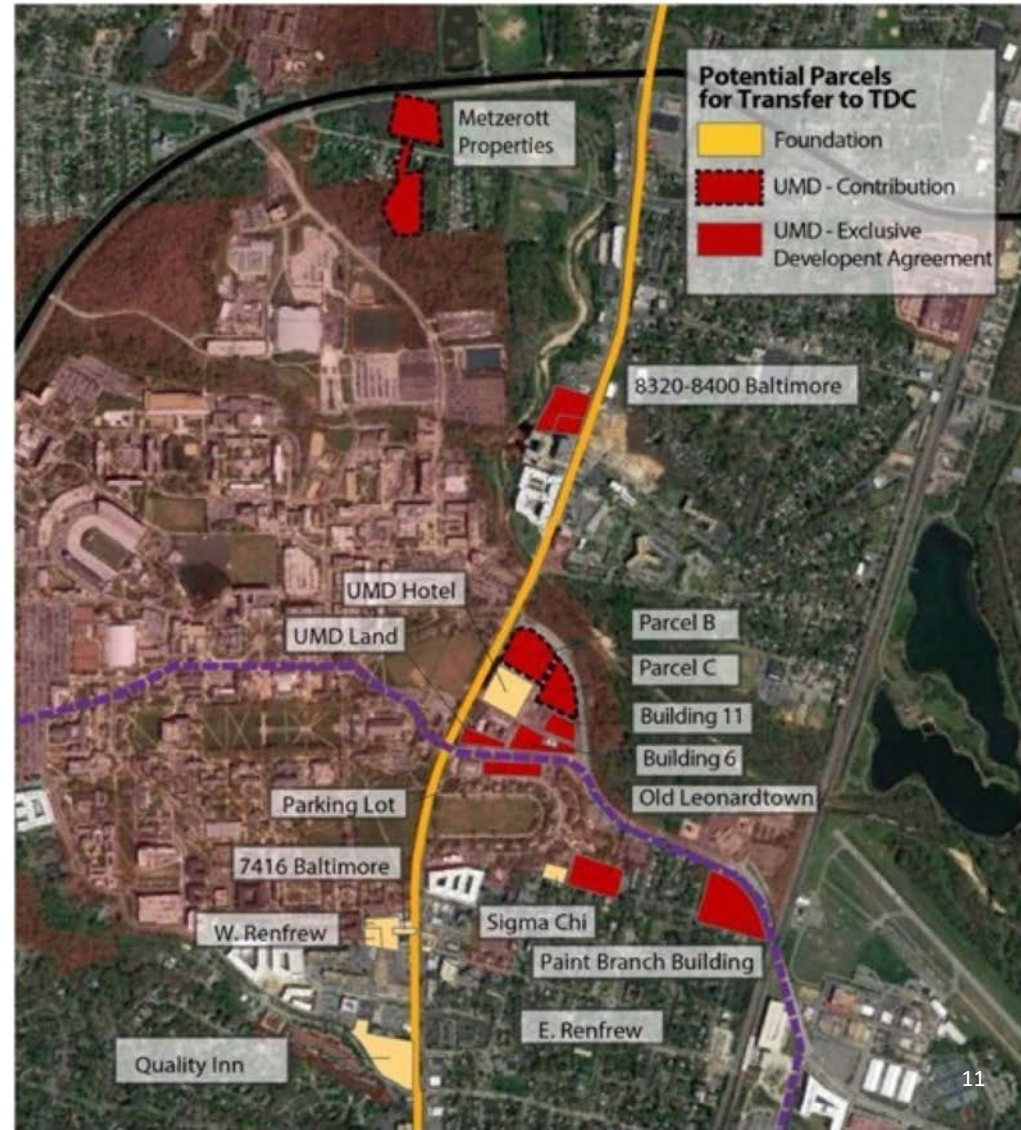 Potential Parcels
for Transfer to TDC
Foundation
UMD - Contribution
UMD - Exclusive
Developent Agreement
Metzerott
Properties
8320-8400 Baltimore
UMD Hotel
UMD Land
Parcel B
Parcel C
Building 11
Building 6
Old Leonardtown
Parking Lot
7416 Baltimore
W. Renfrew
Sigma Chi
Paint Branch Building
E. Renfrew
Quality Inn
11